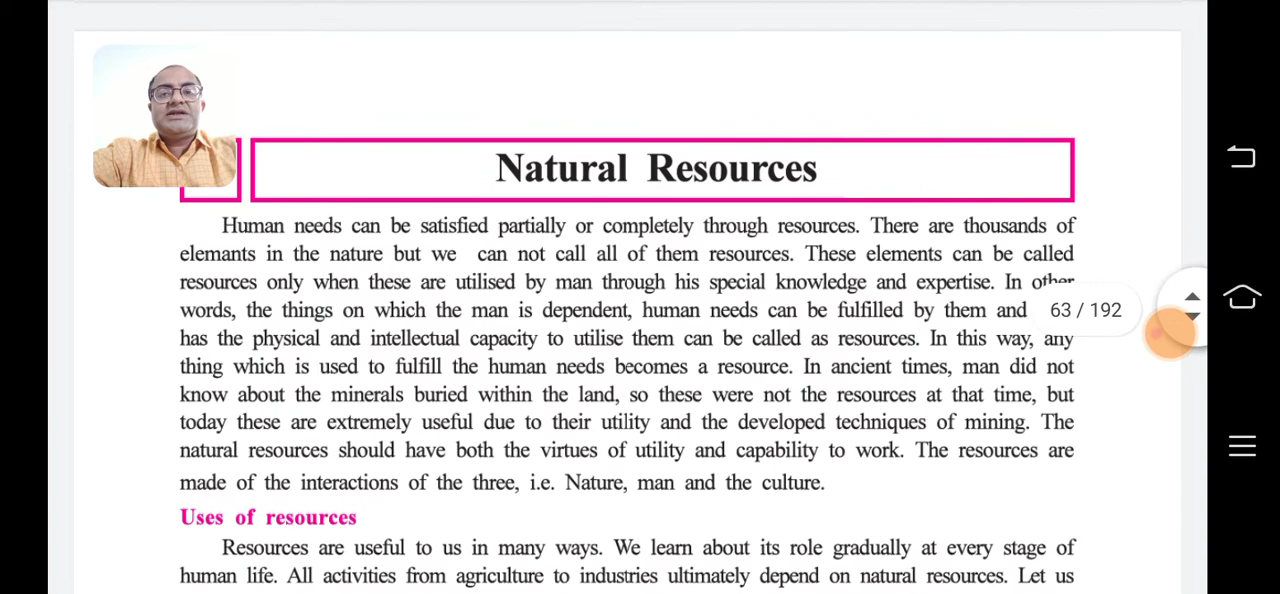 Natural Resources
Human needs can be satisfied partially or completely through resources. There are thousands of
elemants in the nature but we can not call all of them resources. These elements can be called
resources only when these are utilised by man through his special knowledge and expertise. In other
words, the things on which the man is dependent, human needs can be fulfilled by them and
63 / 192
has the physical and intellectual capacity to utilise them can be called as resources. In this way, any
thing which is used to fulfill the human needs becomes a resource. In ancient times, man did not
know about the minerals buried within the land, so these were not the resources at that time, but
today these are extremely useful due to their utility and the developed techniques of mining. The
natural resources should have both the virtues of utility and capability to work. The resources are
made of the interactions of the three, i.e. Nature, man and the culture.
Uses of resources
Resources are useful to us in many ways. We learn about its role gradually at every stage of
human life. All activities from agriculture to industries ultimately depend on natural resources. Let us